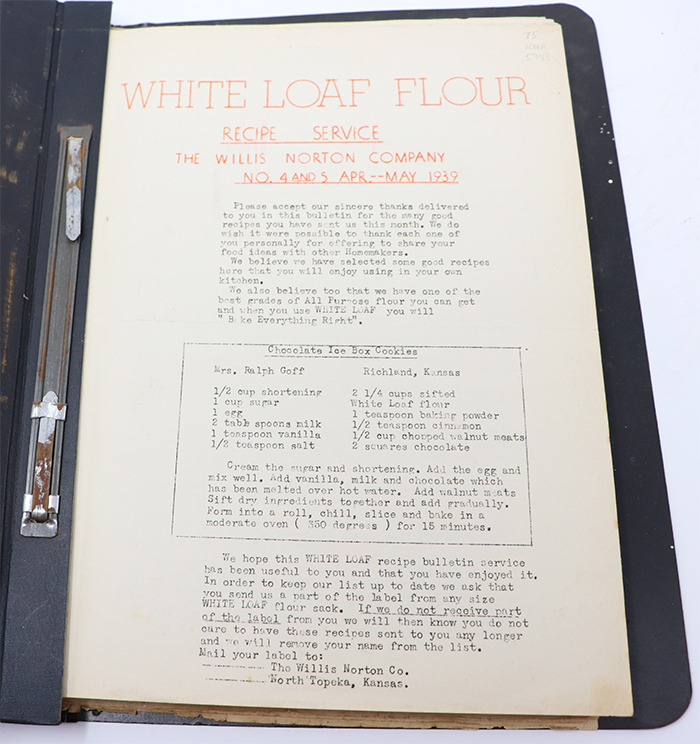 WHITE LOAF FLOUR
RECIPE SERVICE
THE WILLIS NORTON COMPANY
NO. 4 AND 5 APR.--MAY 1939
Please accept our sincere thanks delivered
to you in this bulletin for the many good
recipes you have sent us this month. We do
wish it were possible to thank each one of
you personally for offering to share your
food ideas with other Homemakers.
We believe we have selected some good recipes
here that you will enjoy using in your own
kitchen.
We also believe too that we have one of the
best grades of All Purpose flour you can get
and when you use WHITE LOAF you will
" Bake Everything Right".
Chocolate Ice Box Cookies
Mrs. Ralph Goff Richland, Kansas
1/2 cup shortening 2 1/4 cups sifted
1 cup sugar White Loaf flour
1 egg 1 teaspoon baking powder
2 table spoons milk 1/2 teaspoon cinnamon
1 teaspoon vanilla 1/2 cup chopped walnut meats
1/2 teaspoon salt 2 squares chocolate
Cream the sugar and shortening. Add the egg and
mix well. Add vanilla, milk and chocolate which
has been melted over hot water. Add walnut meats
Sift dry ingredients together and add gradually.
Form into a roll, chill, slice and bake in a
moderate oven ( 350 degrees ) for 15 minutes.
We hope this WHITE LOAF recipe bulletin service
has been useful to you and that you have enjoyed it.
In order to keep our list up to date we ask that
you send us a part of the label from any size
WHITE LOAF flour sack. If we do not receive part
of the label from you we will then know you do not
care to have these recipes sent to you any longer
and we will remove your name from the list.
Mail your label to:
The Willis Norton Co.
North Topeka, Kansas.